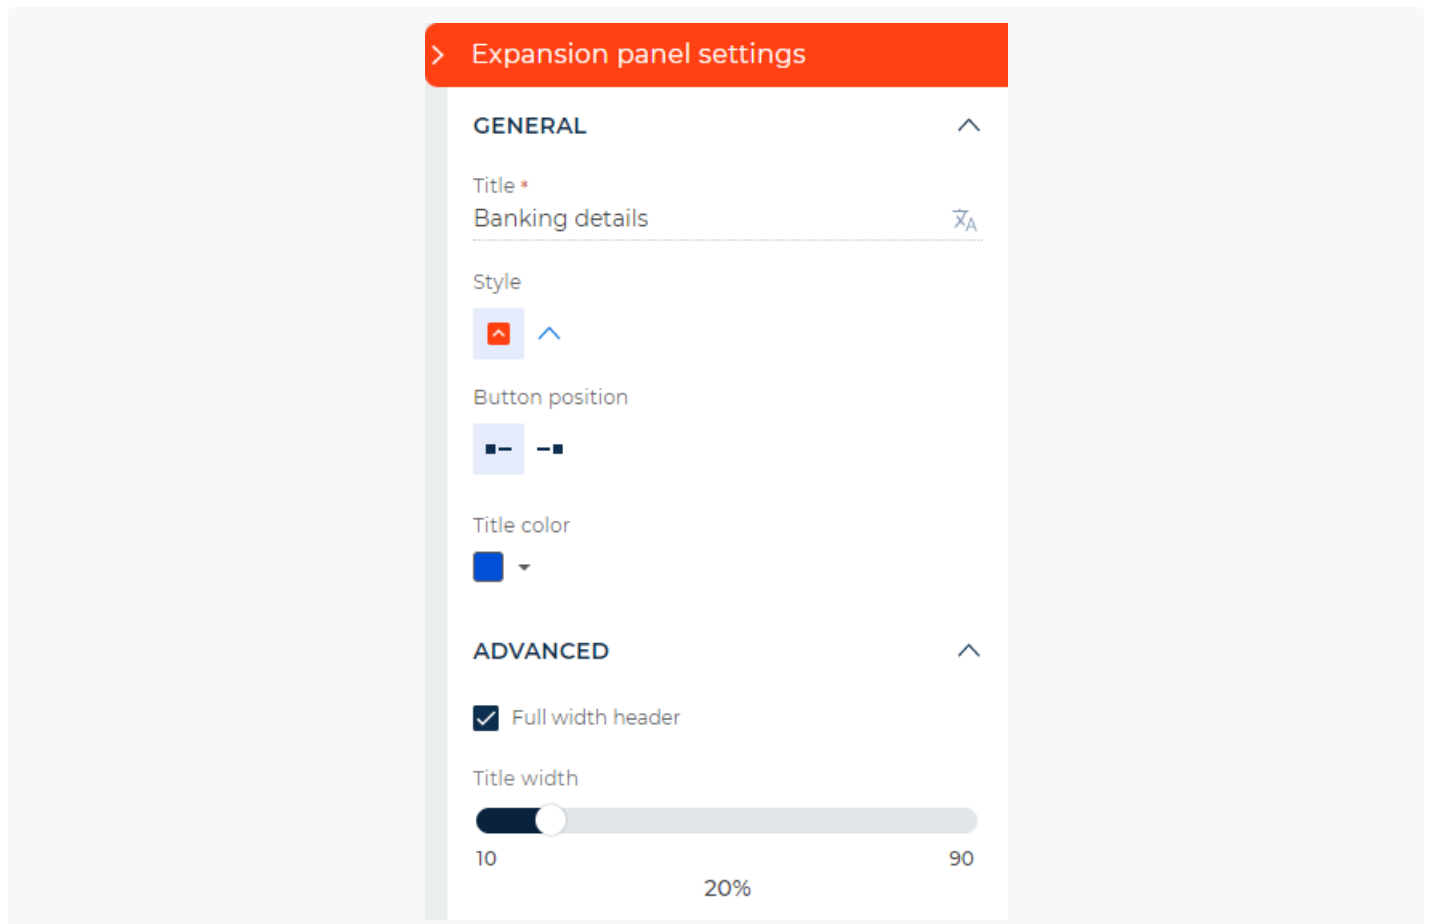 Expansion panel settings
GENERAL
Title *
Banking details
Style
Button position
Title color
ADVANCED
Full width header
Title width
10 90
20%